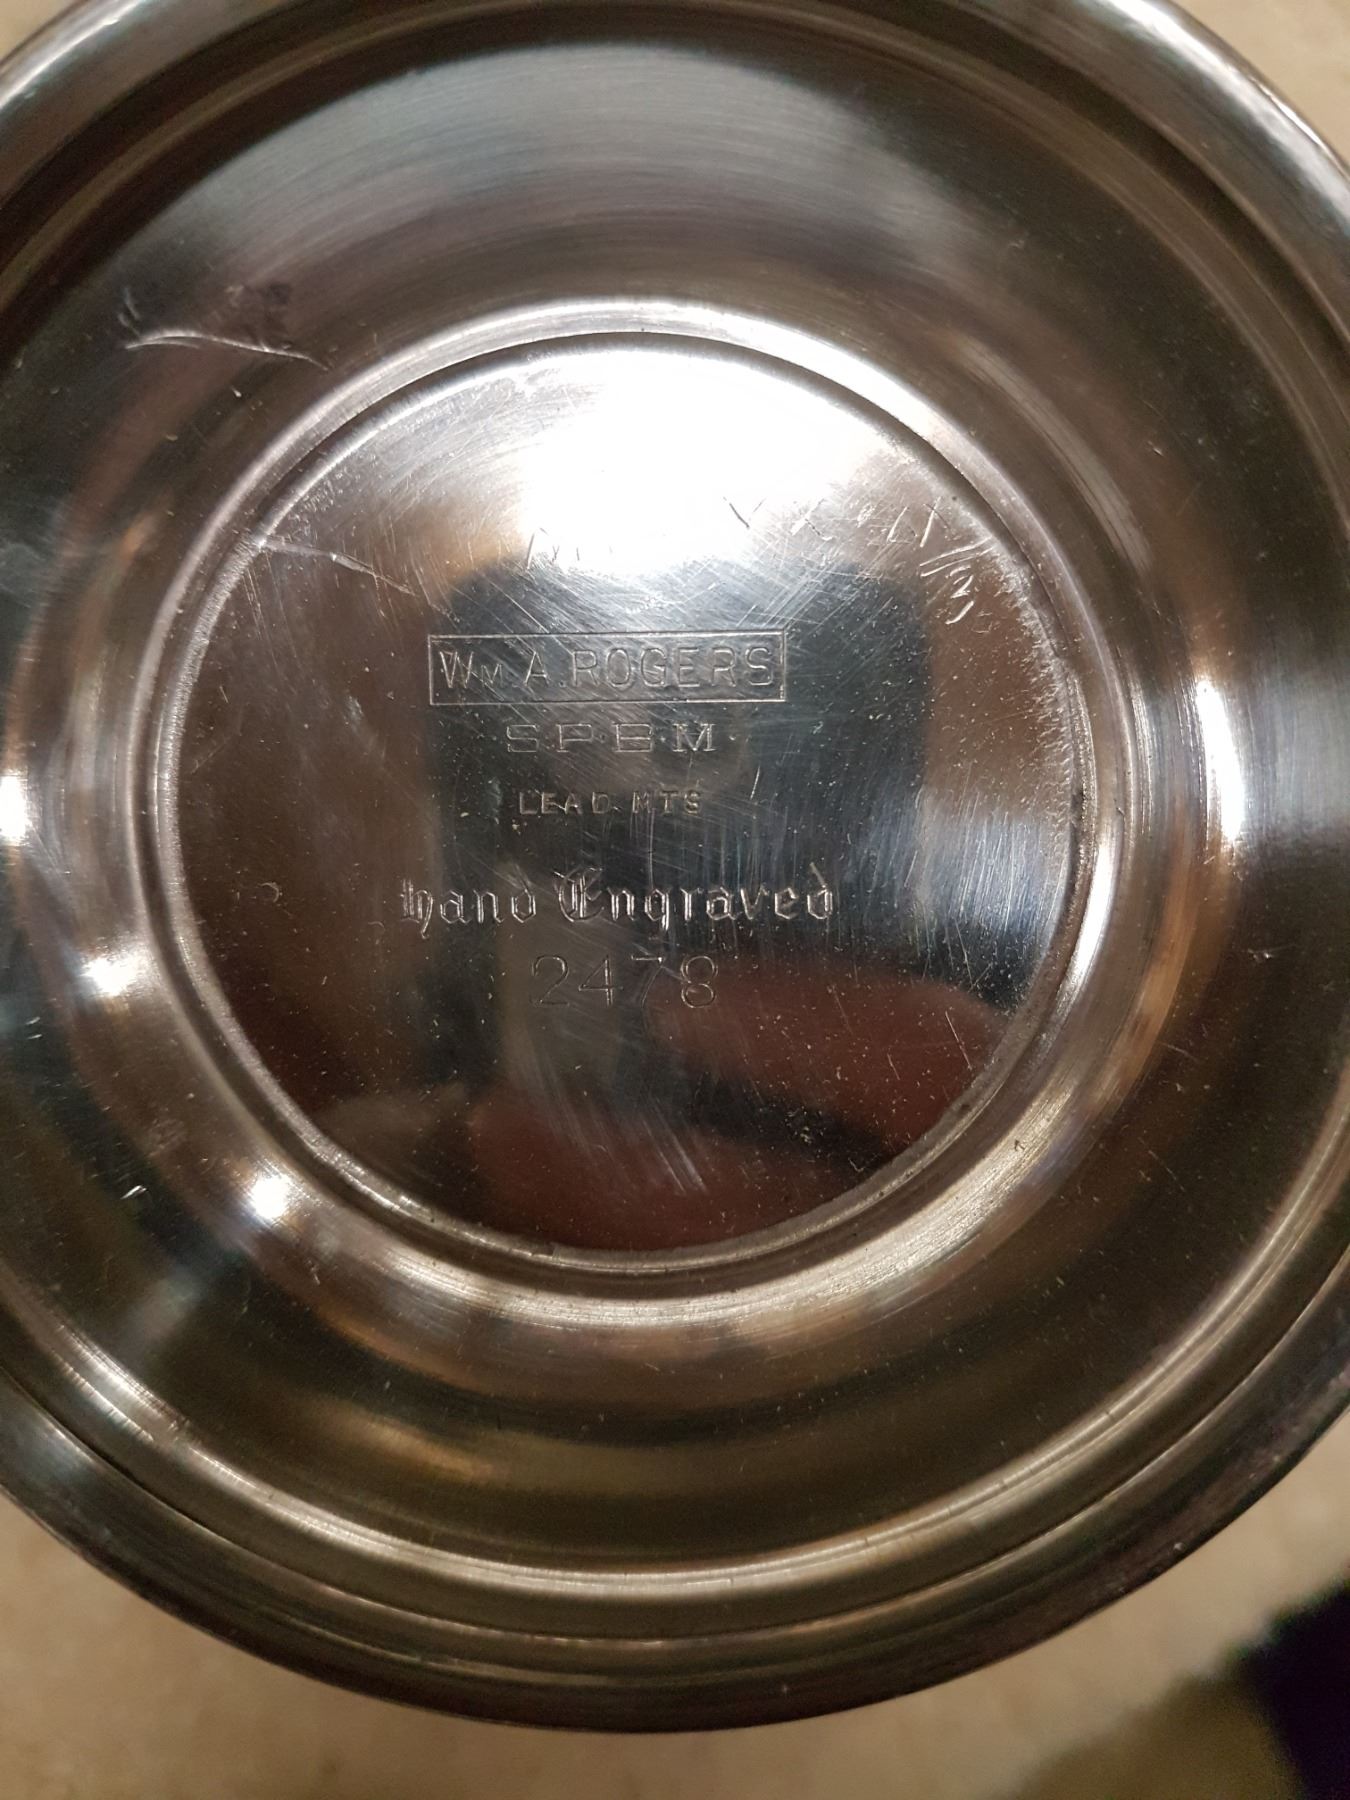 WM. A. ROGERS
S·P·B·M
LEAD MTS
Hand Engraved
2478